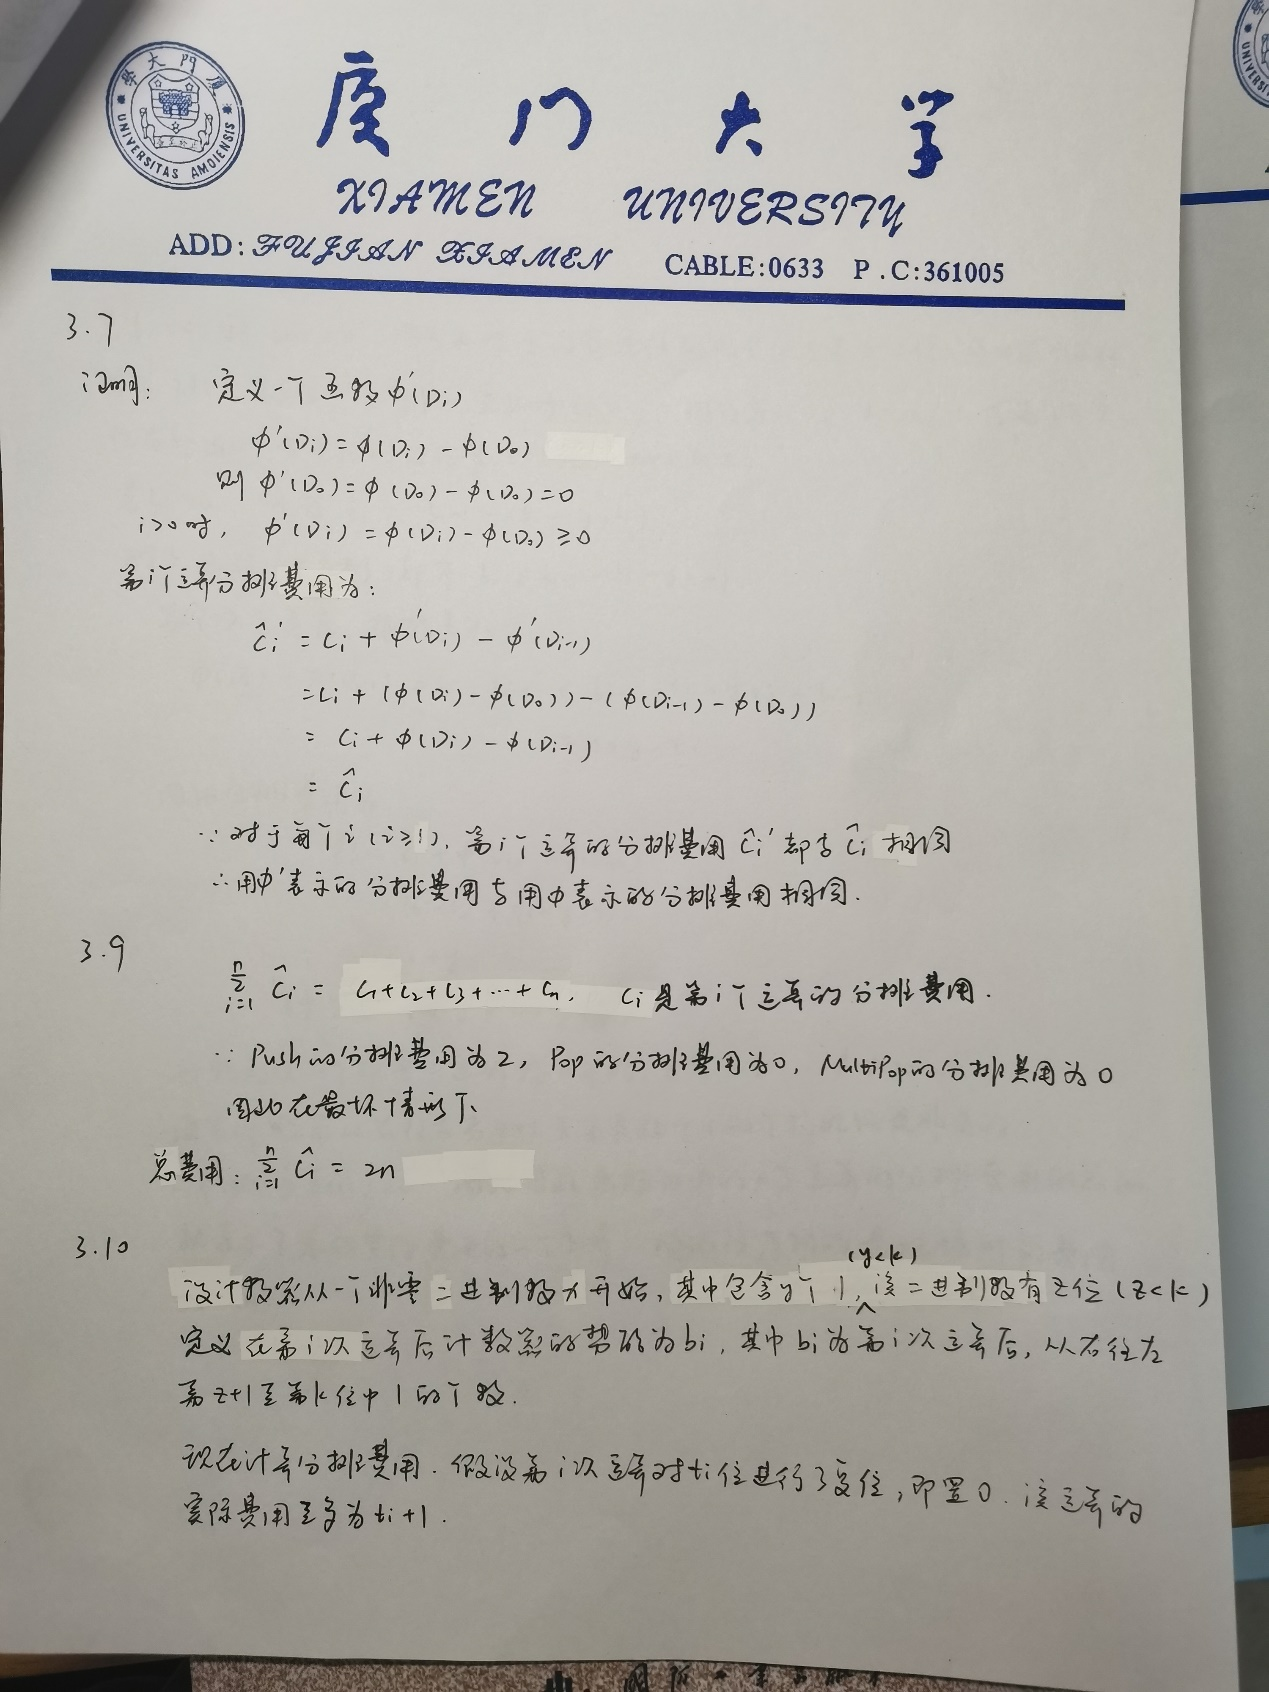 學大門廈
UNIVERSITAS AMOIENSIS
厦门大学
XIAMEN UNIVERSITY
ADD: FUJIAN XIAMEN CABLE:0633 P.C:361005
3.7
证明: 定义一个函数φ'(Di)
φ'(Di)=φ(Di)-φ(D0)
则 φ'(D0)=φ(D0)-φ(D0)=0
i>0时, φ'(Di)=φ(Di)-φ(D0)≥0
第i个运算分摊费用为:
ĉi' = ci + φ'(Di) - φ'(Di-1)
=ci + (φ(Di)-φ(D0))-(φ(Di-1)-φ(D0))
= ci + φ(Di)-φ(Di-1)
= ĉi
∵对于每个i(i≥1), 第i个运算的分摊费用ĉi'都与ĉi相同
∴用φ'表示的分摊费用与用φ表示的分摊费用相同.
3.9
n∑i=1 ĉi = c1+c2+c3+…+cn, ci是第i个运算的分摊费用.
∵Push的分摊费用为2, Pop的分摊费用为0, MultiPop的分摊费用为0
因此在最坏情形下
总费用: n∑i=1 ĉi = 2n
3.10
(y<k)
设计数器从一个非零二进制数x开始, 其中包含y个1, 该二进制数有z位(z<k)
定义在第i次运算后计数器的势能为bi, 其中bi为第i次运算后, 从右往左
第z+1至第k位中1的个数.
现在计算分摊费用. 假设第i次运算对ti位进行了复位, 即置0. 该运算的
实际费用至多为ti+1.